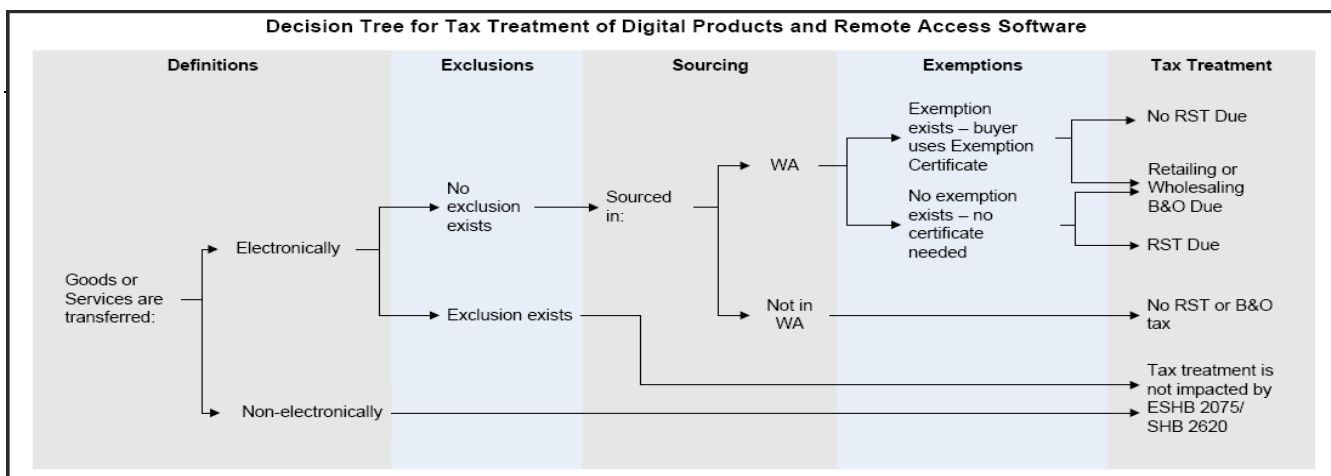 Decision Tree for Tax Treatment of Digital Products and Remote Access Software
Definitions
Exclusions
Sourcing
Exemptions
Tax Treatment
Goods or
Services are
transferred:
Electronically
Non-electronically
No
exclusion
exists
Exclusion exists
Sourced
in:
WA
Not in
WA
Exemption
exists – buyer
uses Exemption
Certificate
No exemption
exists – no
certificate
needed
No RST Due
Retailing or
Wholesaling
B&O Due
RST Due
No RST or B&O
tax
Tax treatment is
not impacted by
ESHB 2075/
SHB 2620